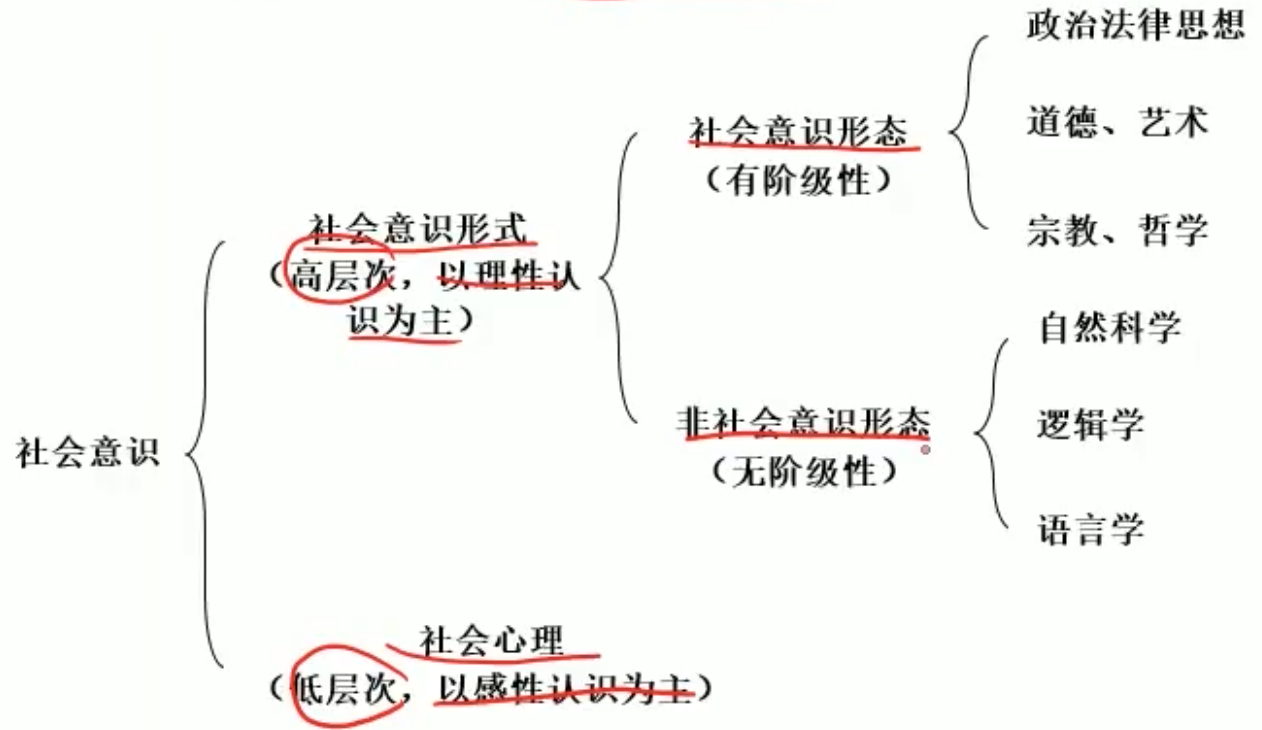 政治法律思想
社会意识形态
道德、艺术
（有阶级性）
社会意识形式
宗教、哲学
（高层次，以理性认
识为主）
自然科学
非社会意识形态
逻辑学
社会意识
（无阶级性）
语言学
社会心理
（低层次，以感性认识为主）